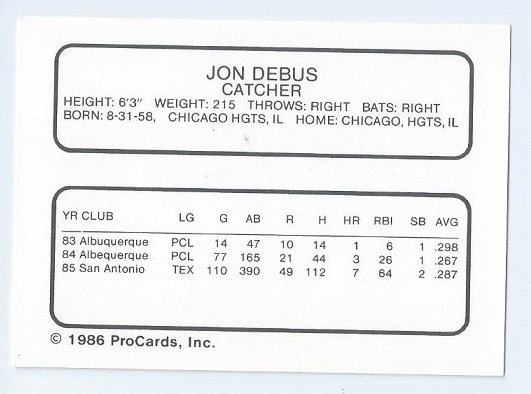 JON DEBUS
CATCHER
HEIGHT: 6'3" WEIGHT: 215 THROWS: RIGHT BATS: RIGHT
BORN: 8-31-58, CHICAGO HGTS, IL HOME: CHICAGO, HGTS, IL
YR CLUB LG G AB R H HR RBI SB AVG
83 Albuquerque PCL 14 47 10 14 1 6 1 .298
84 Albequerque PCL 77 165 21 44 3 26 1 .267
85 San Antonio TEX 110 390 49 112 7 64 2 .287
© 1986 ProCards, Inc.